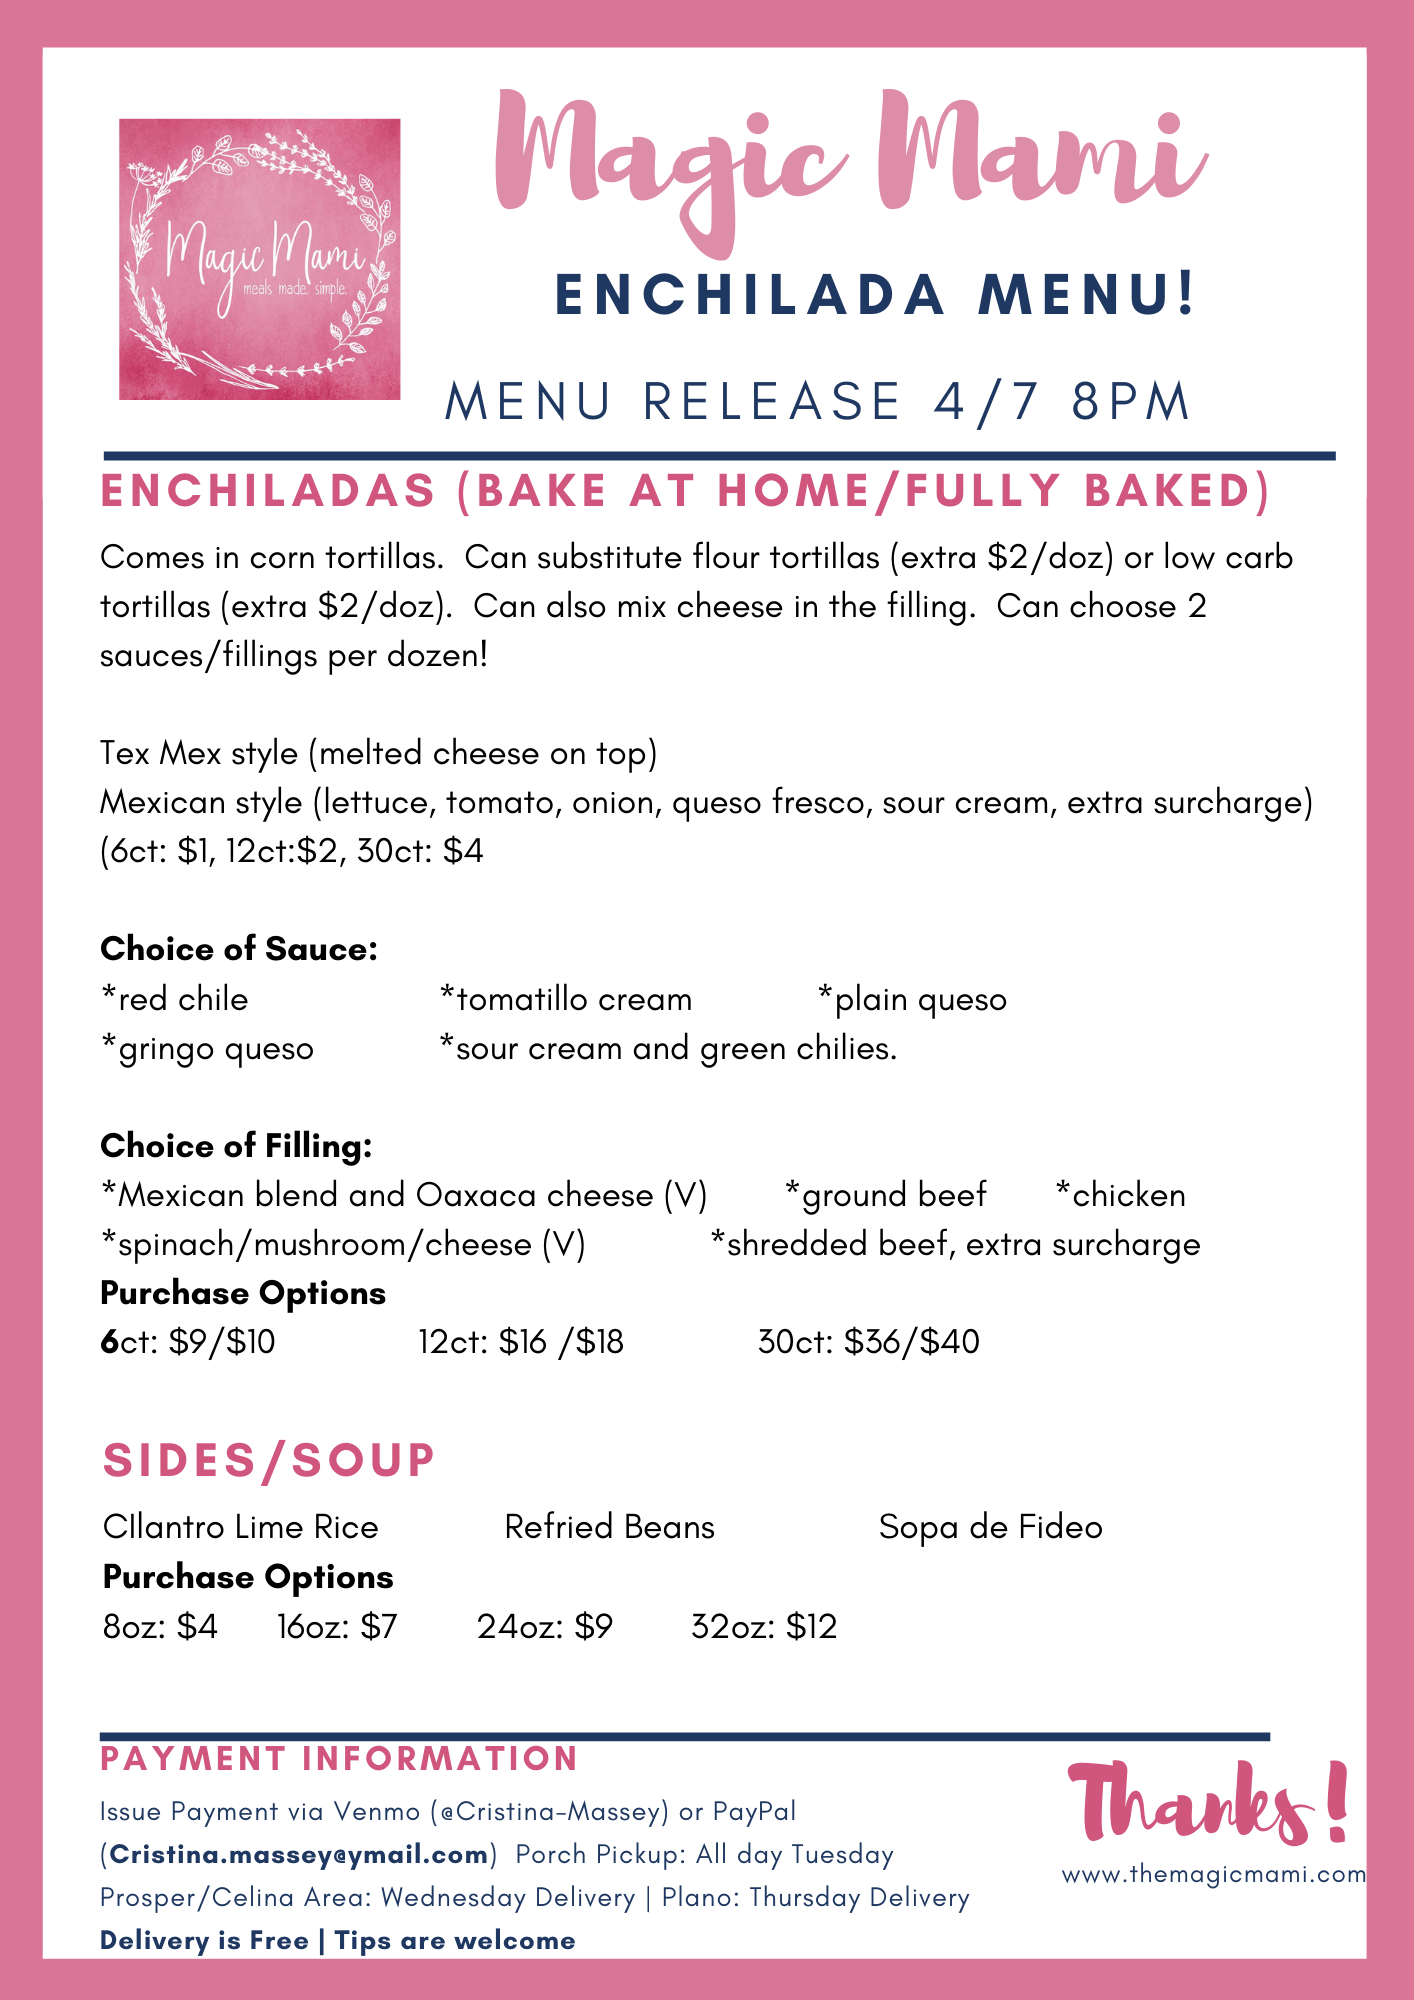 Magic Mami
meals made. simple.
Magic Mami
ENCHILADA MENU!
MENU RELEASE 4/7 8PM
ENCHILADAS (BAKE AT HOME/FULLY BAKED)
Comes in corn tortillas.  Can substitute flour tortillas (extra $2/doz) or low carb
tortillas (extra $2/doz).  Can also mix cheese in the filling.  Can choose 2
sauces/fillings per dozen!
Tex Mex style (melted cheese on top)
Mexican style (lettuce, tomato, onion, queso fresco, sour cream, extra surcharge)
(6ct: $1, 12ct:$2, 30ct: $4
Choice of Sauce:
*red chile *tomatillo cream *plain queso
*gringo queso *sour cream and green chilies.
Choice of Filling:
*Mexican blend and Oaxaca cheese (V) *ground beef *chicken
*spinach/mushroom/cheese (V) *shredded beef, extra surcharge
Purchase Options
6ct: $9/$10 12ct: $16 /$18 30ct: $36/$40
SIDES/SOUP
CIlantro Lime Rice Refried Beans Sopa de Fideo
Purchase Options
8oz: $4 16oz: $7 24oz: $9 32oz: $12
PAYMENT INFORMATION
Issue Payment via Venmo (@Cristina-Massey) or PayPal
(Cristina.massey@ymail.com)  Porch Pickup: All day Tuesday
Prosper/Celina Area: Wednesday Delivery | Plano: Thursday Delivery
Delivery is Free | Tips are welcome
Thanks!
www.themagicmami.com